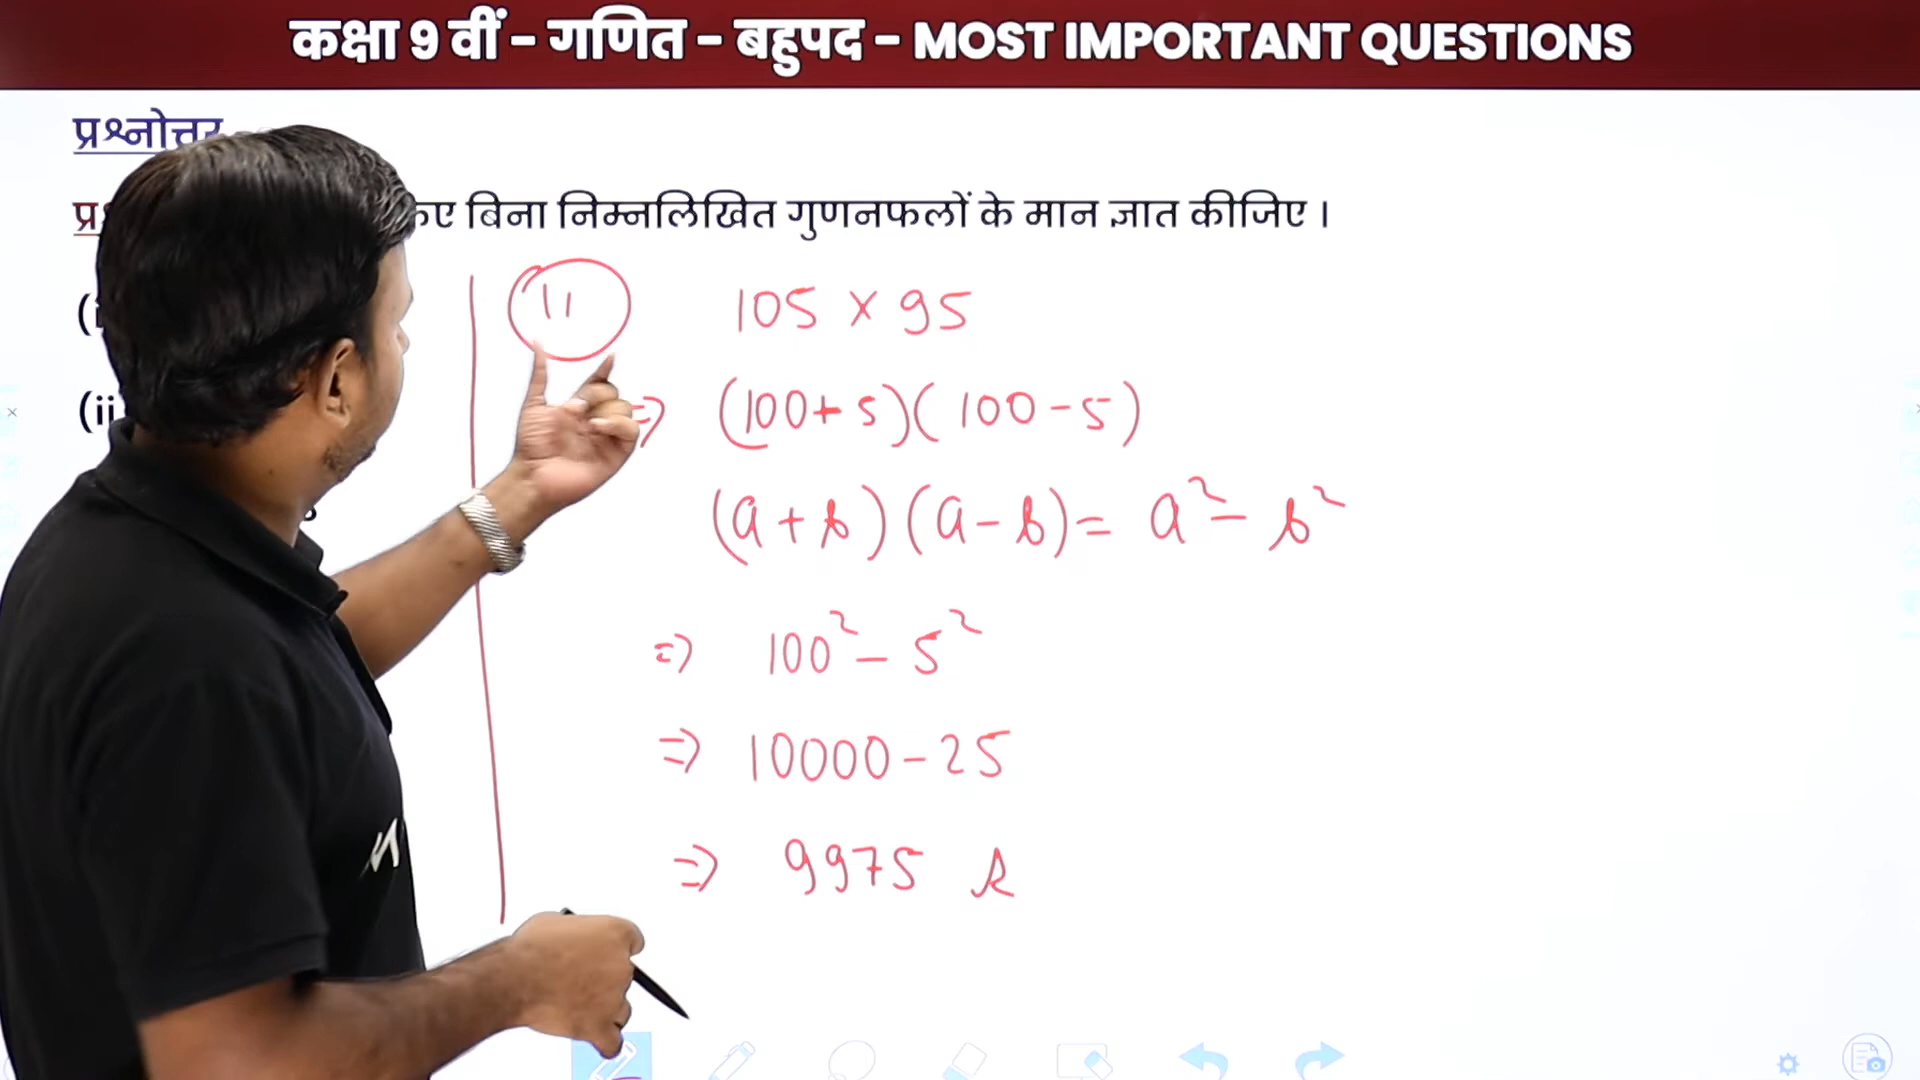 कक्षा 9 वीं - गणित - बहुपद - MOST IMPORTANT QUESTIONS
प्रश्नोत्तर
बिना निम्नलिखित गुणनफलों के मान ज्ञात कीजिए ।
(i
11 105 × 95
⇒ (100+5)(100-5)
(ii
(a+b)(a-b)= a²- b²
⇒ 100² - 5²
⇒ 10000-25
⇒ 9975